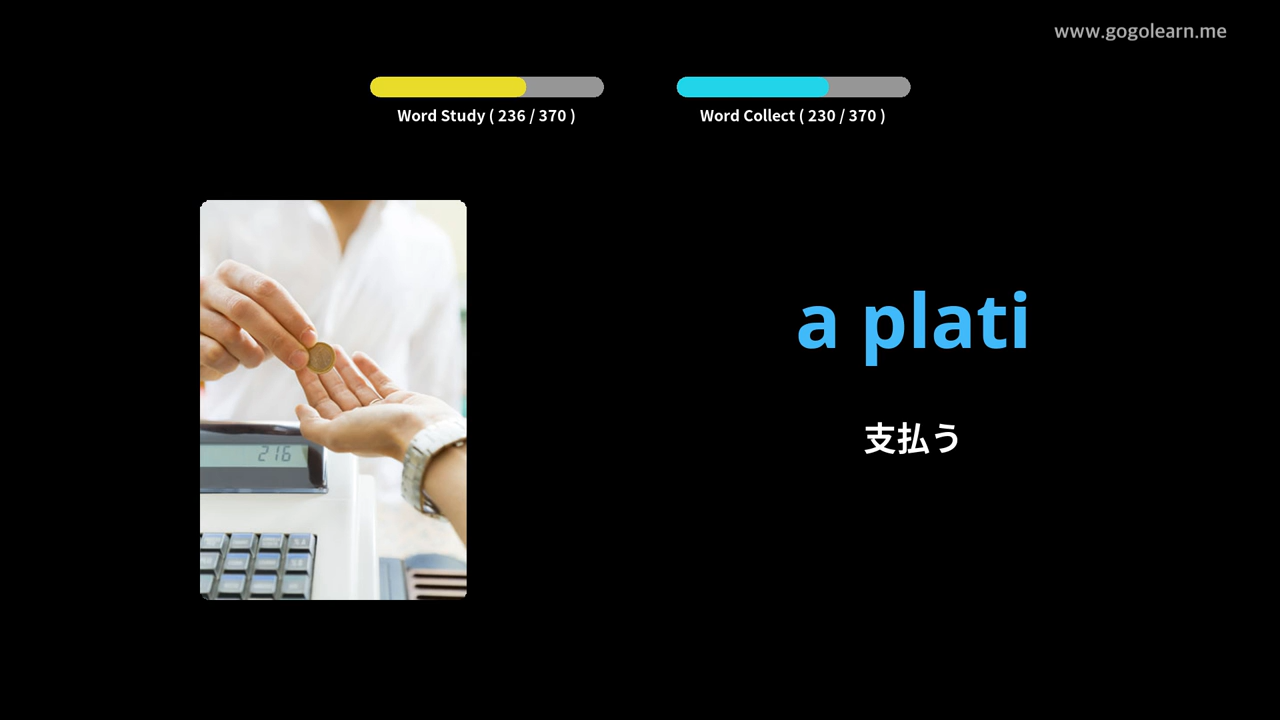 www.gogolearn.me
Word Study ( 236 / 370 )
Word Collect ( 230 / 370 )
a plati
支払う
216